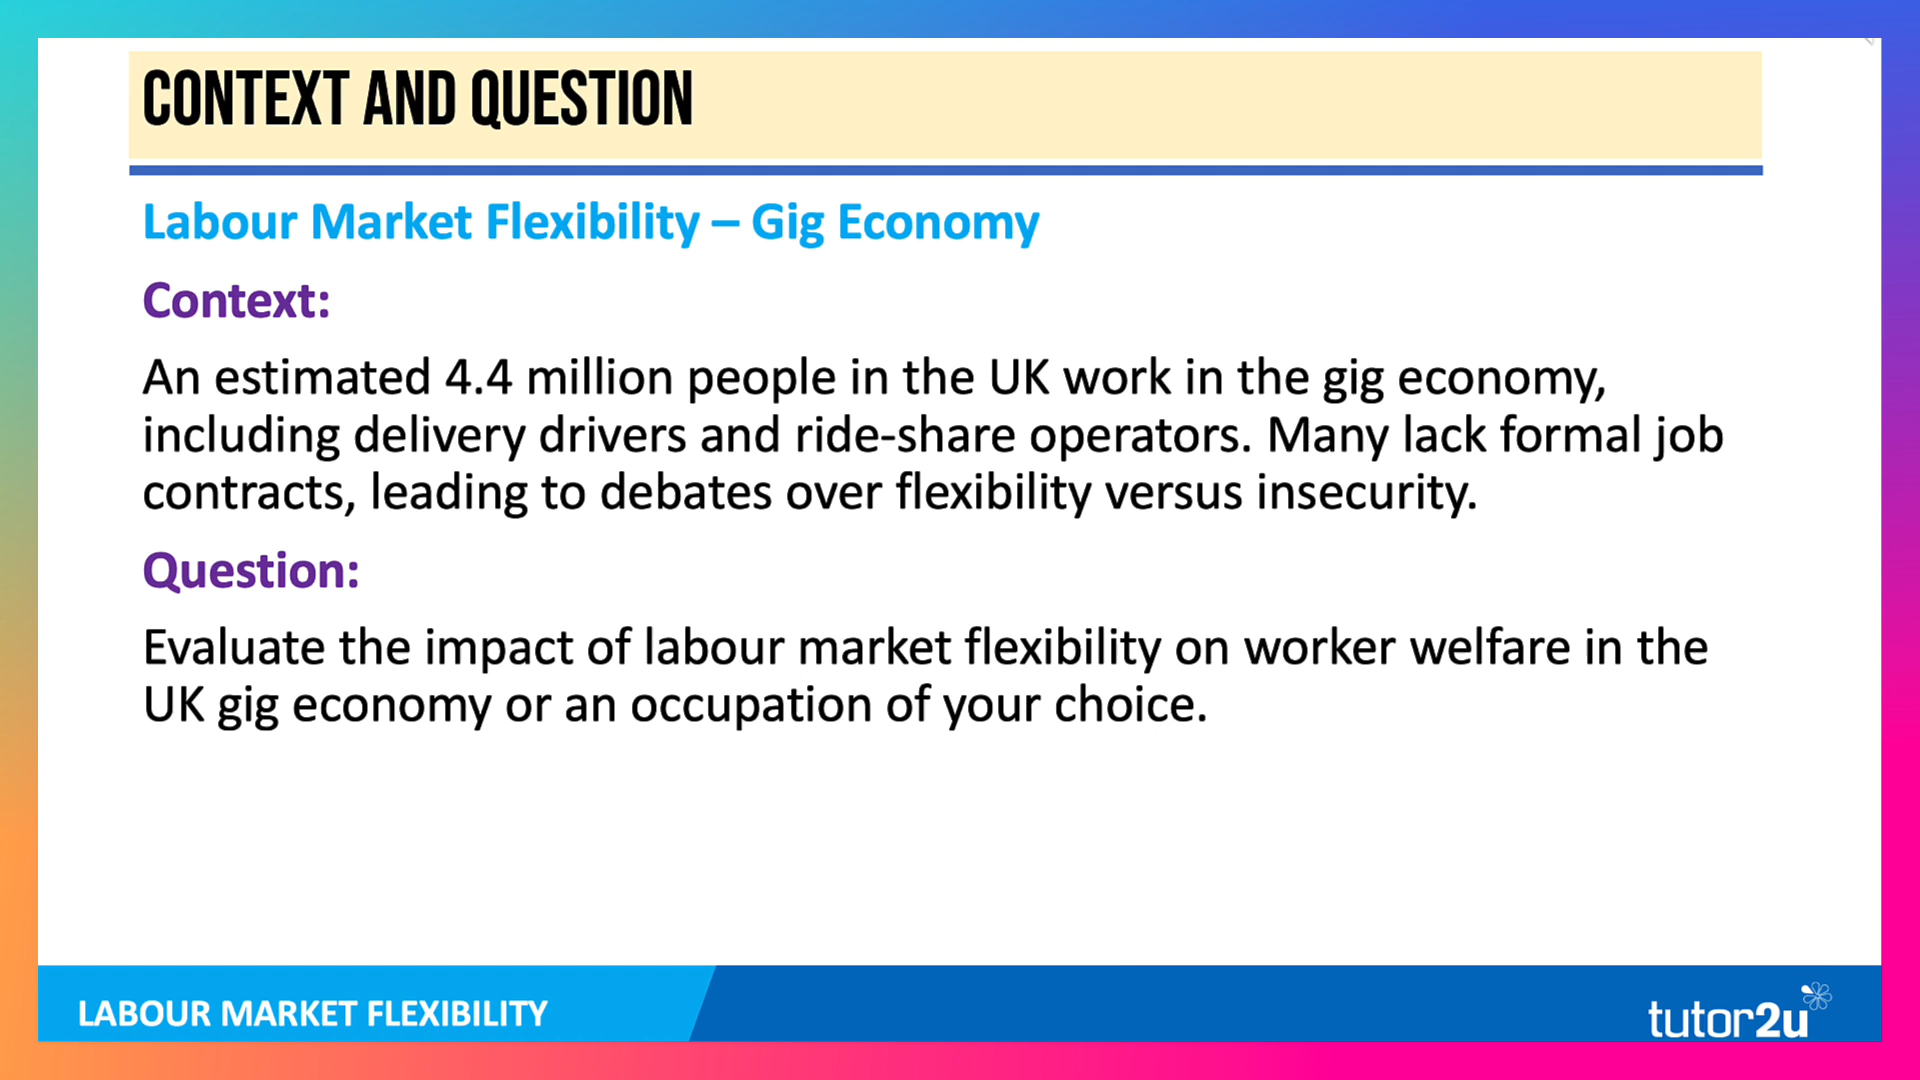 CONTEXT AND QUESTION
Labour Market Flexibility – Gig Economy
Context:
An estimated 4.4 million people in the UK work in the gig economy,
including delivery drivers and ride-share operators. Many lack formal job
contracts, leading to debates over flexibility versus insecurity.
Question:
Evaluate the impact of labour market flexibility on worker welfare in the
UK gig economy or an occupation of your choice.
LABOUR MARKET FLEXIBILITY
tutor2u